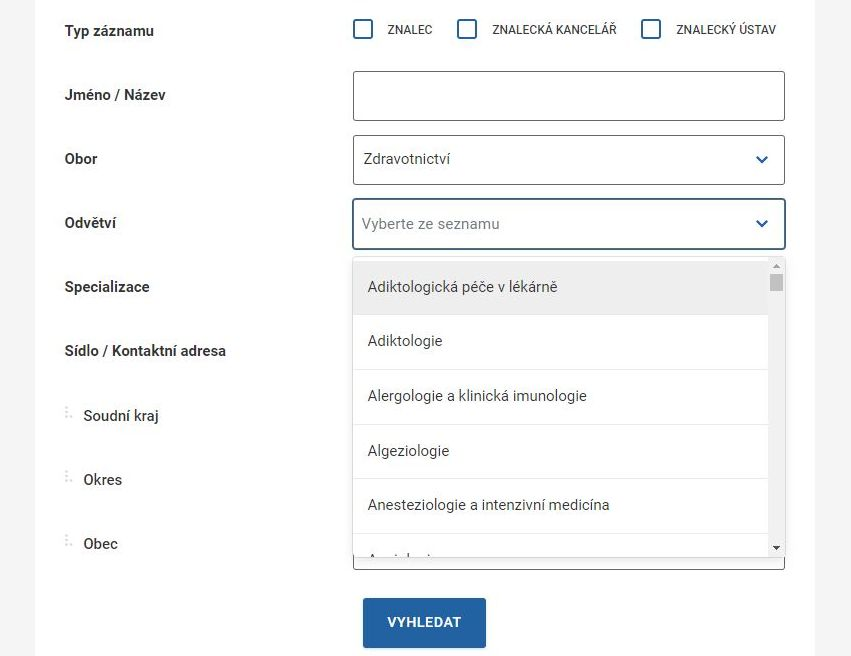 Typ záznamu ZNALEC ZNALECKÁ KANCELÁŘ ZNALECKÝ ÚSTAV
Jméno / Název
Obor Zdravotnictví
Odvětví Vyberte ze seznamu
Specializace Adiktologická péče v lékárně
Adiktologie
Sídlo / Kontaktní adresa
Alergologie a klinická imunologie
Soudní kraj
Algeziologie
Okres
Anesteziologie a intenzivní medicína
Obec
VYHLEDAT